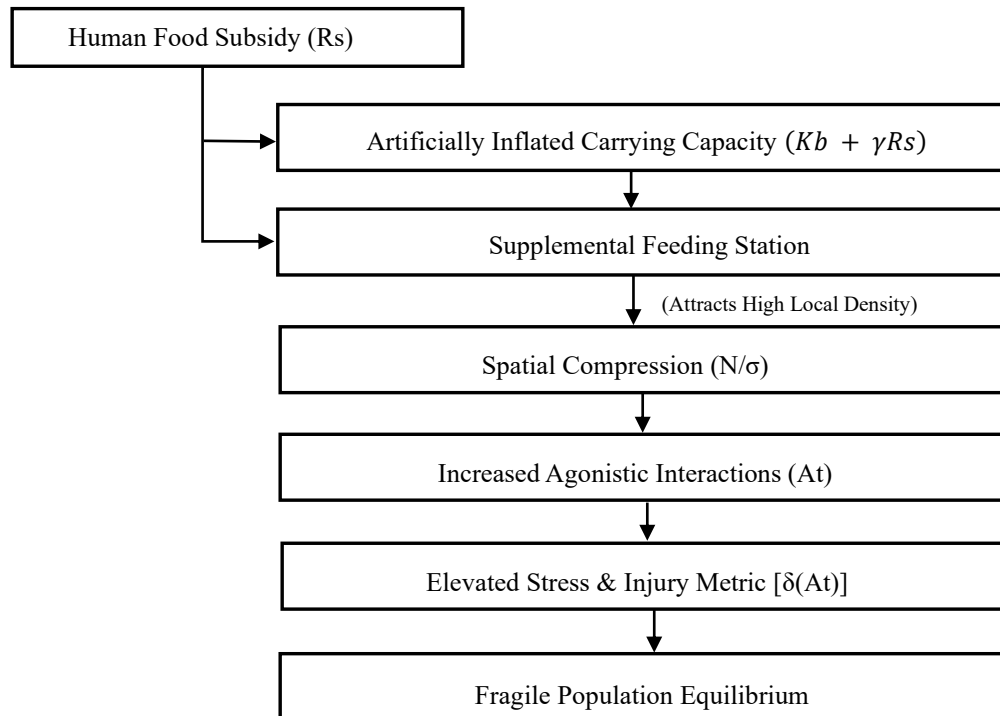 Human Food Subsidy (Rs)
Artificially Inflated Carrying Capacity (Kb + γRs)
Supplemental Feeding Station
(Attracts High Local Density)
Spatial Compression (N/σ)
Increased Agonistic Interactions (At)
Elevated Stress & Injury Metric [δ(At)]
Fragile Population Equilibrium